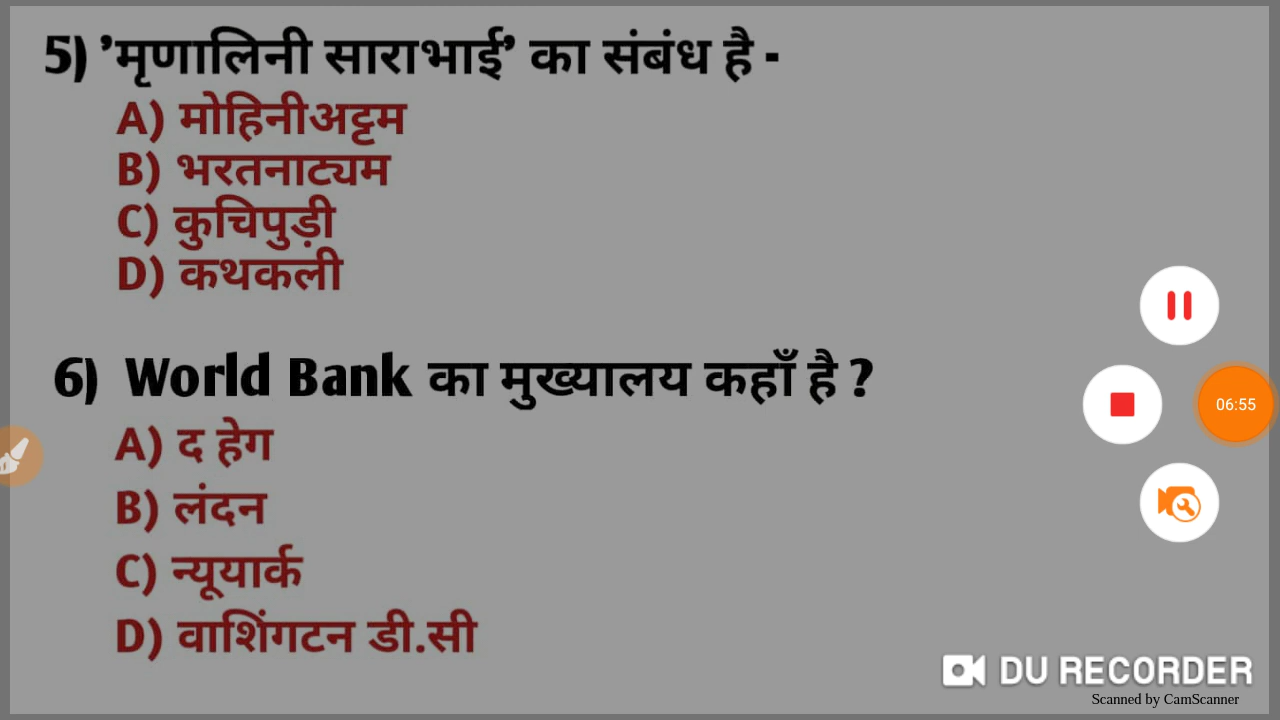 5) ’मृणालिनी साराभाई’ का संबंध है -
A) मोहिनीअट्टम
B) भरतनाट्यम
C) कुचिपुड़ी
D) कथकली
6) World Bank का मुख्यालय कहाँ है ?
A) द हेग
B) लंदन
C) न्यूयार्क
D) वाशिंगटन डी.सी
06:55
DU RECORDER
Scanned by CamScanner